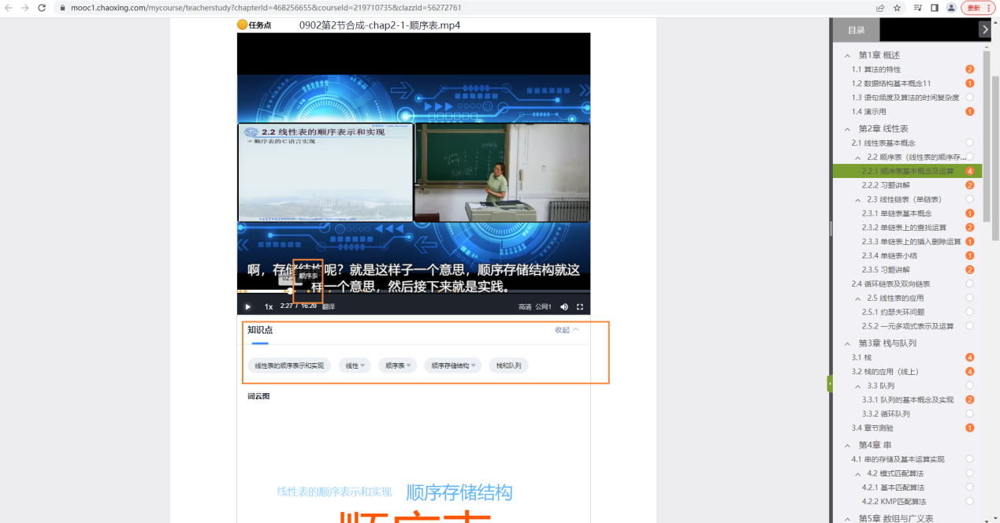 mooc1.chaoxing.com/mycourse/teacherstudy?chapterId=468256655&courseId=219710735&clazzid=56272761
更新
任务点 0902第2节合成-chap2-1-顺序表.mp4
2.2 线性表的顺序表示和实现
顺序表的C语言实现
啊，存储结构呢？就是这样子一个意思，顺序存储结构就这
顺序表
样一个意思，然后接下来就是实践。
1x 2:27 / 16:20 翻译 高清 公网1
知识点 收起
线性表的顺序表示和实现 线性 顺序表 顺序存储结构 栈和队列
词云图
线性表的顺序表示和实现 顺序存储结构
顺序表
目录
第1章 概述
1.1 算法的特性 2
1.2 数据结构基本概念11 1
1.3 语句频度及算法的时间复杂度
1.4 演示用 1
第2章 线性表
2.1 线性表基本概念
2.2 顺序表（线性表的顺序存...
2.2.1 顺序表基本概念及运算 4
2.2.2 习题讲解 2
2.3 线性链表（单链表）
2.3.1 单链表基本概念 1
2.3.2 单链表上的查找运算 2
2.3.3 单链表上的插入删除运算 1
2.3.4 单链表小结 1
2.3.5 习题讲解 2
2.4 循环链表及双向链表
2.5 线性表的应用
2.5.1 约瑟夫环问题
2.5.2 一元多项式表示及运算
第3章 栈与队列
3.1 栈 4
3.2 栈的应用（线上） 4
3.3 队列
3.3.1 队列的基本概念及实现 2
3.3.2 循环队列
3.4 章节测验 1
第4章 串
4.1 串的存储及基本运算实现
4.2 模式匹配算法
4.2.1 基本匹配算法
4.2.2 KMP匹配算法
第5章 数组与广义表